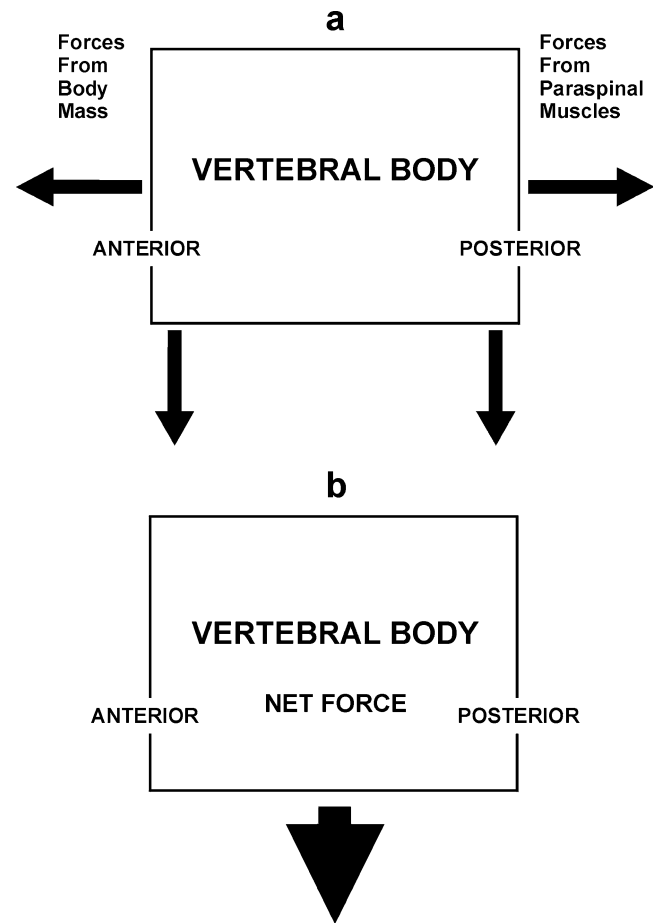 a
Forces
From
Body
Mass
Forces
From
Paraspinal
Muscles
VERTEBRAL BODY
ANTERIOR
POSTERIOR
b
VERTEBRAL BODY
NET FORCE
ANTERIOR
POSTERIOR